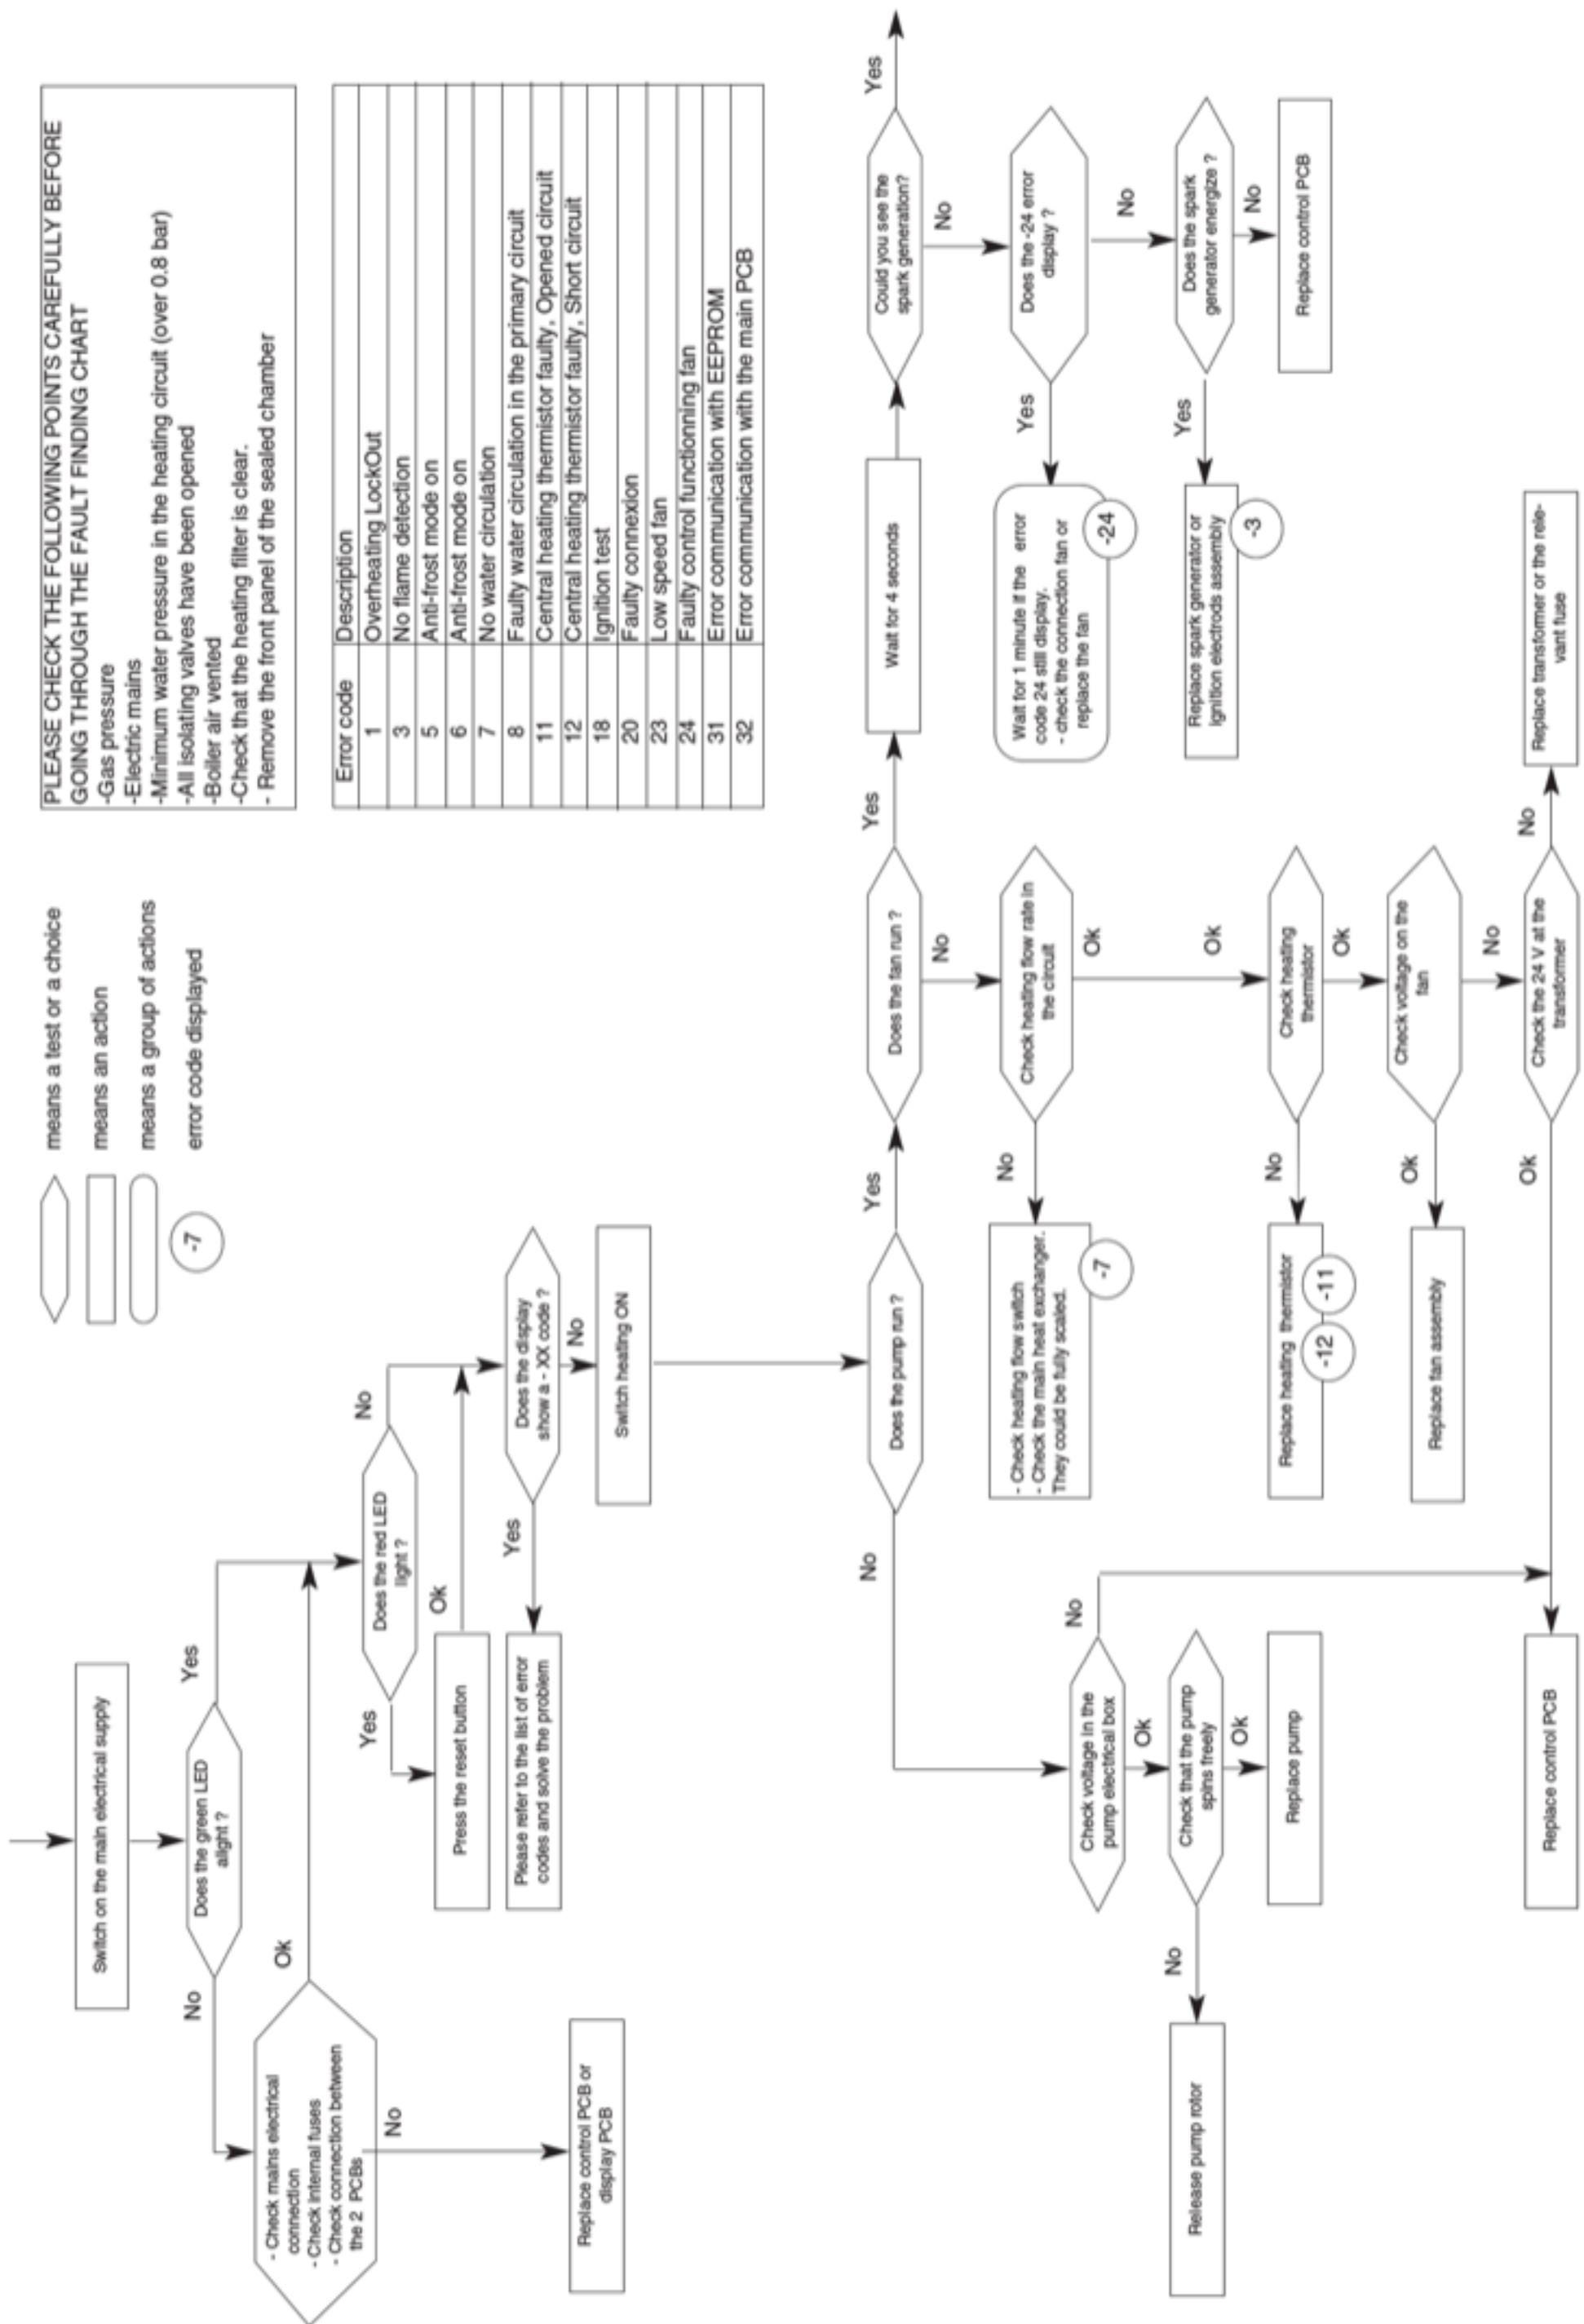 PLEASE CHECK THE FOLLOWING POINTS CAREFULLY BEFORE
GOING THROUGH THE FAULT FINDING CHART
-Gas pressure
-Electric mains
-Minimum water pressure in the heating circuit (over 0.8 bar)
-All isolating valves have been opened
-Boiler air vented
-Check that the heating filter is clear.
- Remove the front panel of the sealed chamber
means a test or a choice
means an action
means a group of actions
-7 error code displayed
Error code Description
1 Overheating LockOut
3 No flame detection
5 Anti-frost mode on
6 Anti-frost mode on
7 No water circulation
8 Faulty water circulation in the primary circuit
11 Central heating thermistor faulty, Opened circuit
12 Central heating thermistor faulty, Short circuit
18 Ignition test
20 Faulty connexion
23 Low speed fan
24 Faulty control functionning fan
31 Error communication with EEPROM
32 Error communication with the main PCB
Switch on the main electrical supply
Does the green LED
alight ?
No
Yes
- Check mains electrical
connection
- Check internal fuses
- Check connection between
the 2 PCBs
Ok
No
Replace control PCB or
display PCB
Does the red LED
light ?
Yes
No
Press the reset button
Ok
Does the display
show a - XX code ?
Yes
No
Please refer to the list of error
codes and solve the problem
Switch heating ON
Does the pump run ?
No
Yes
Check voltage in the
pump electrical box
No
Ok
Check that the pump
spins freely
No
Ok
Release pump rotor
Replace pump
Replace control PCB
Does the fan run ?
Yes
No
Check heating flow rate in
the circuit
No
Ok
- Check heating flow switch
- Check the main heat exchanger.
They could be fully scaled.
-7
Ok
Check heating
thermistor
No
Ok
Replace heating thermistor
-12
-11
Check voltage on the
fan
Ok
No
Replace fan assembly
Check the 24 V at the
transformer
Ok
No
Replace transformer or the rele-
vant fuse
Wait for 4 seconds
Could you see the
spark generation?
Yes
No
Does the -24 error
display ?
Yes
No
Wait for 1 minute if the error
code 24 still display.
- check the connection fan or
replace the fan
-24
Does the spark
generator energize ?
Yes
No
Replace spark generator or
ignition electrods assembly
-3
Replace control PCB